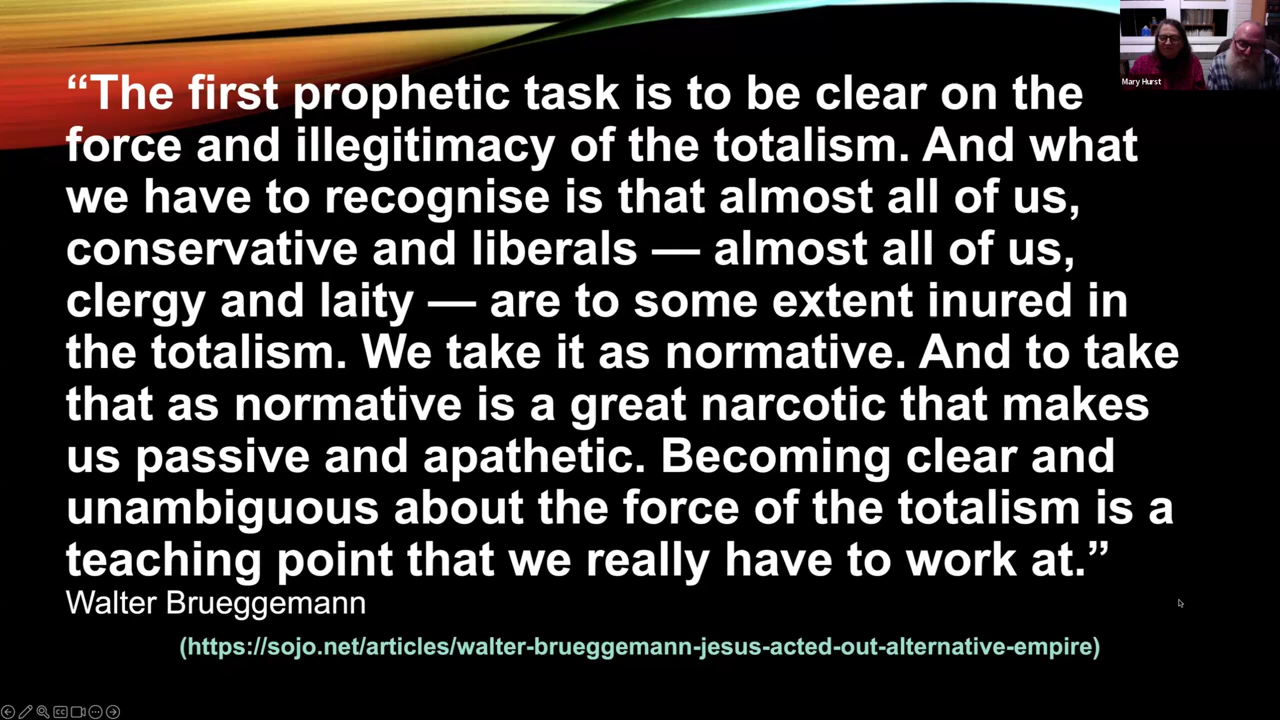 “The first prophetic task is to be clear on the
force and illegitimacy of the totalism. And what
we have to recognise is that almost all of us,
conservative and liberals — almost all of us,
clergy and laity — are to some extent inured in
the totalism. We take it as normative. And to take
that as normative is a great narcotic that makes
us passive and apathetic. Becoming clear and
unambiguous about the force of the totalism is a
teaching point that we really have to work at.”
Walter Brueggemann
(https://sojo.net/articles/walter-brueggemann-jesus-acted-out-alternative-empire)
Mary Hurst